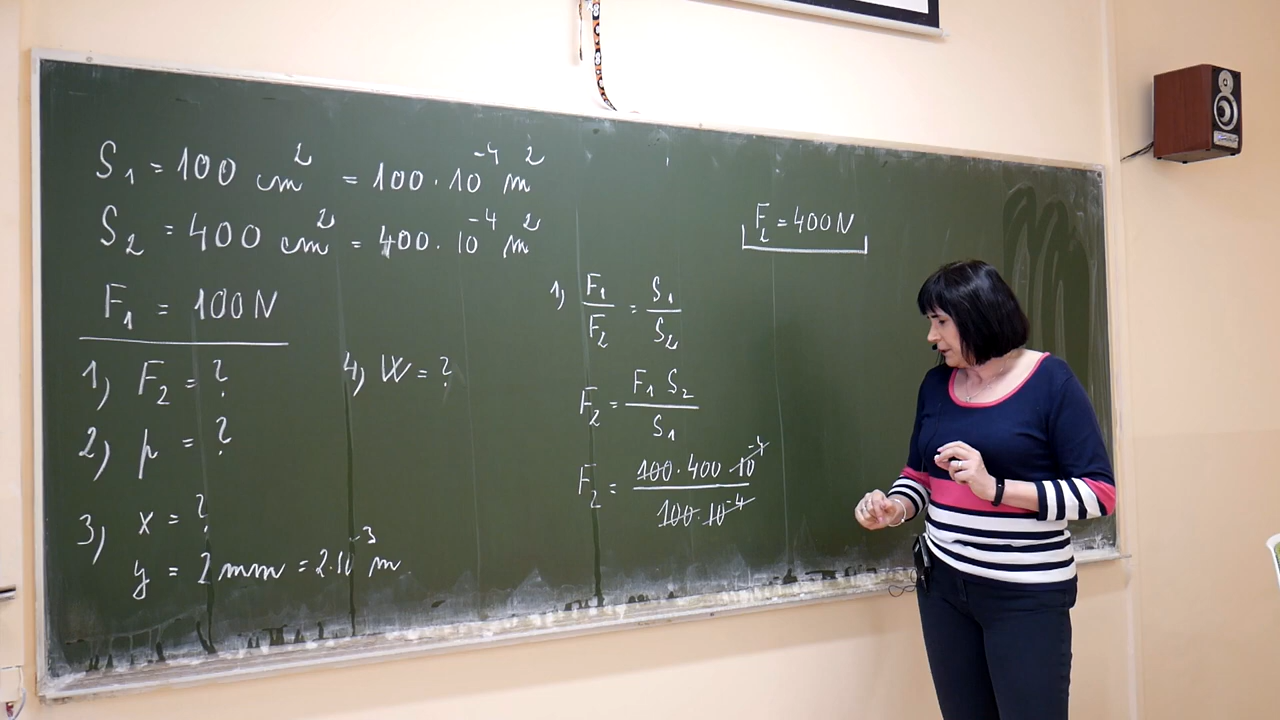 S₁ = 100 cm² = 100 · 10⁻⁴ m²
S₂ = 400 cm² = 400 · 10⁻⁴ m²
F₁ = 100 N
1) F₂ = ?
4) W = ?
2) p = ?
3) x = ?
y = 2 mm = 2 · 10⁻³ m
F₂ = 400 N
1) F₁/F₂ = S₁/S₂
F₂ = F₁ S₂/S₁
F₂ = 100 · 400 · 10⁻⁴/100 · 10⁻⁴